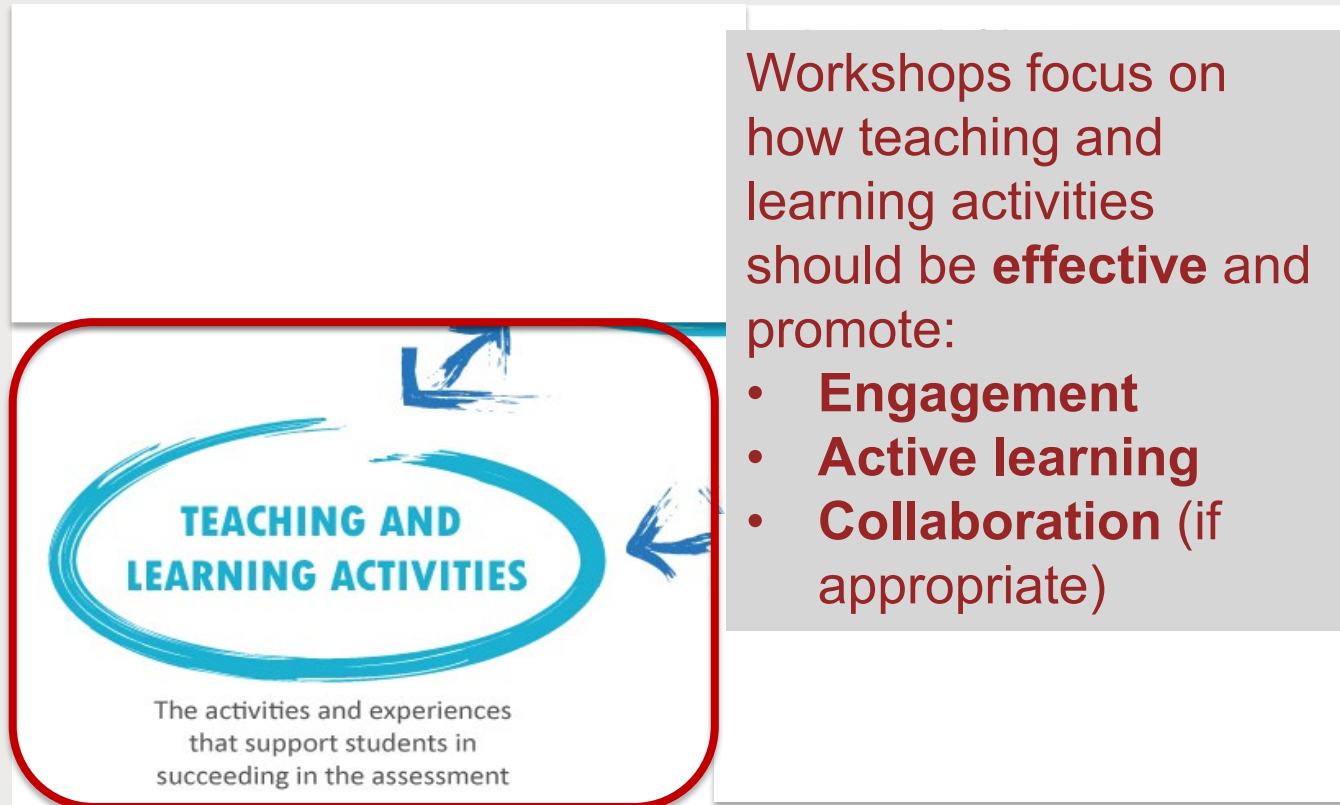 TEACHING AND
LEARNING ACTIVITIES
The activities and experiences
that support students in
succeeding in the assessment
Workshops focus on
how teaching and
learning activities
should be effective and
promote:
• Engagement
• Active learning
• Collaboration (if
appropriate)